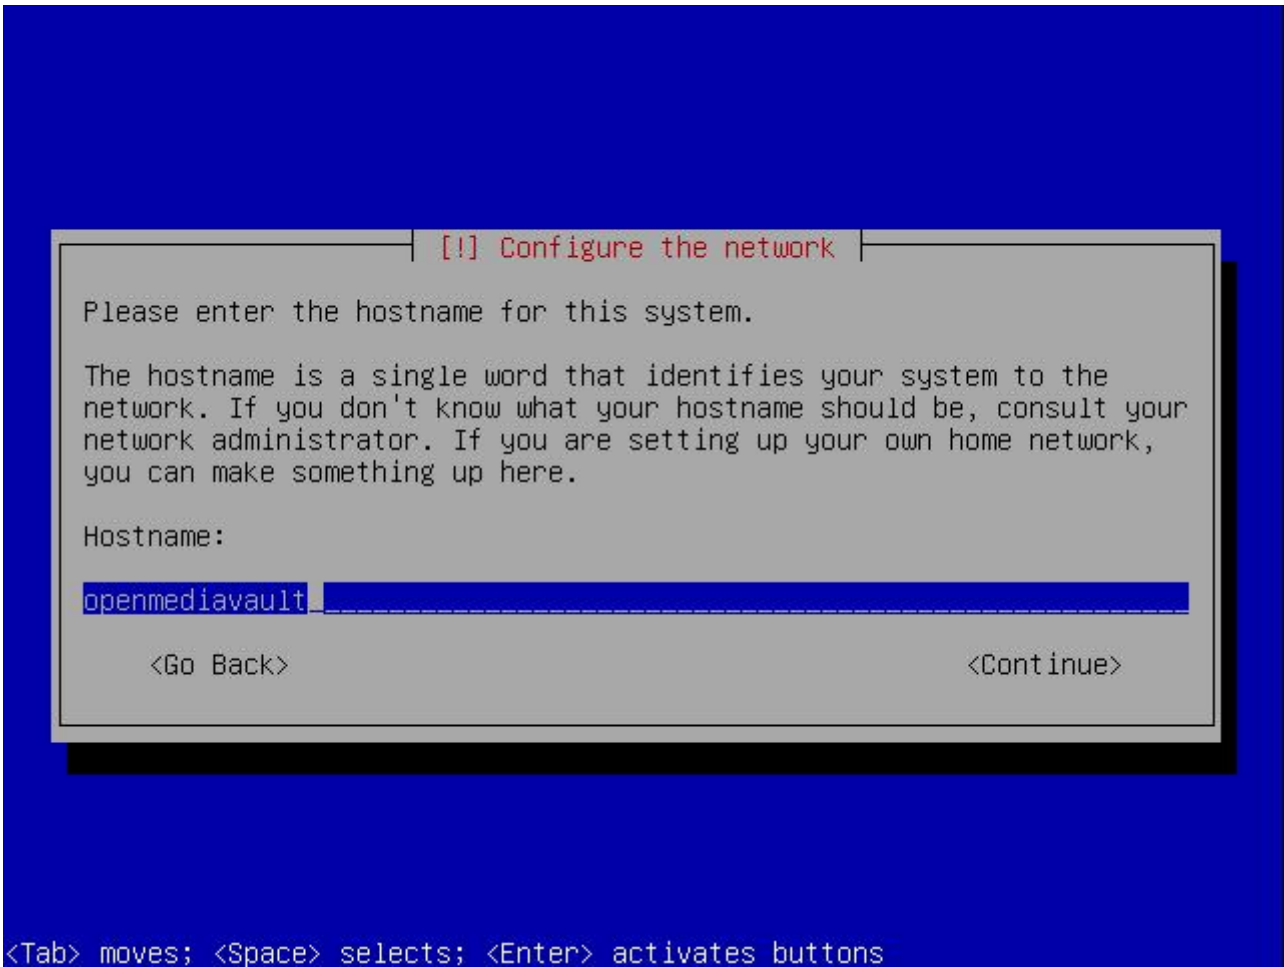 [!] Configure the network
Please enter the hostname for this system.
The hostname is a single word that identifies your system to the
network. If you don't know what your hostname should be, consult your
network administrator. If you are setting up your own home network,
you can make something up here.
Hostname:
openmediavault
<Go Back> <Continue>
<Tab> moves; <Space> selects; <Enter> activates buttons